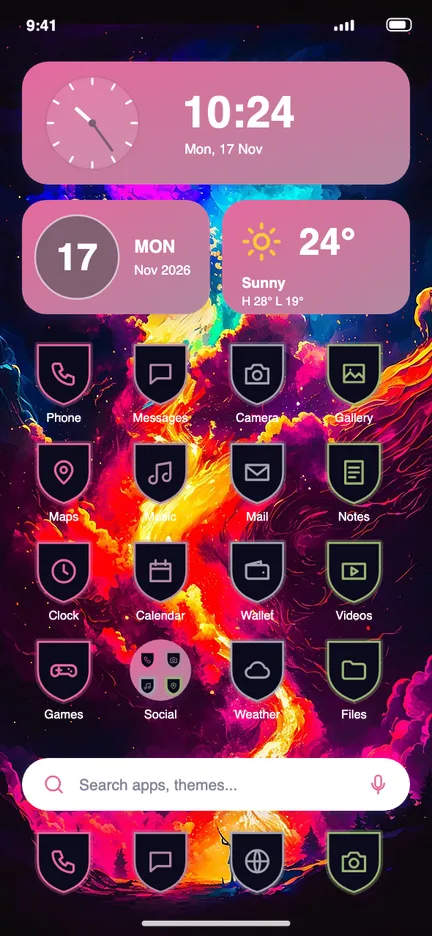 9:41
10:24
Mon, 17 Nov
17
MON
Nov 2026
24°
Sunny
H 28° L 19°
Phone
Messages
Camera
Gallery
Maps
Music
Mail
Notes
Clock
Calendar
Wallet
Videos
Games
Social
Weather
Files
Search apps, themes...